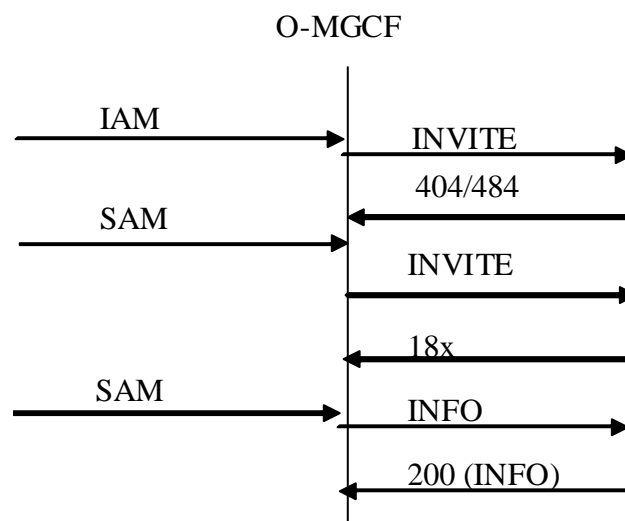 O-MGCF
IAM
INVITE
404/484
SAM
INVITE
18x
SAM
INFO
200 (INFO)